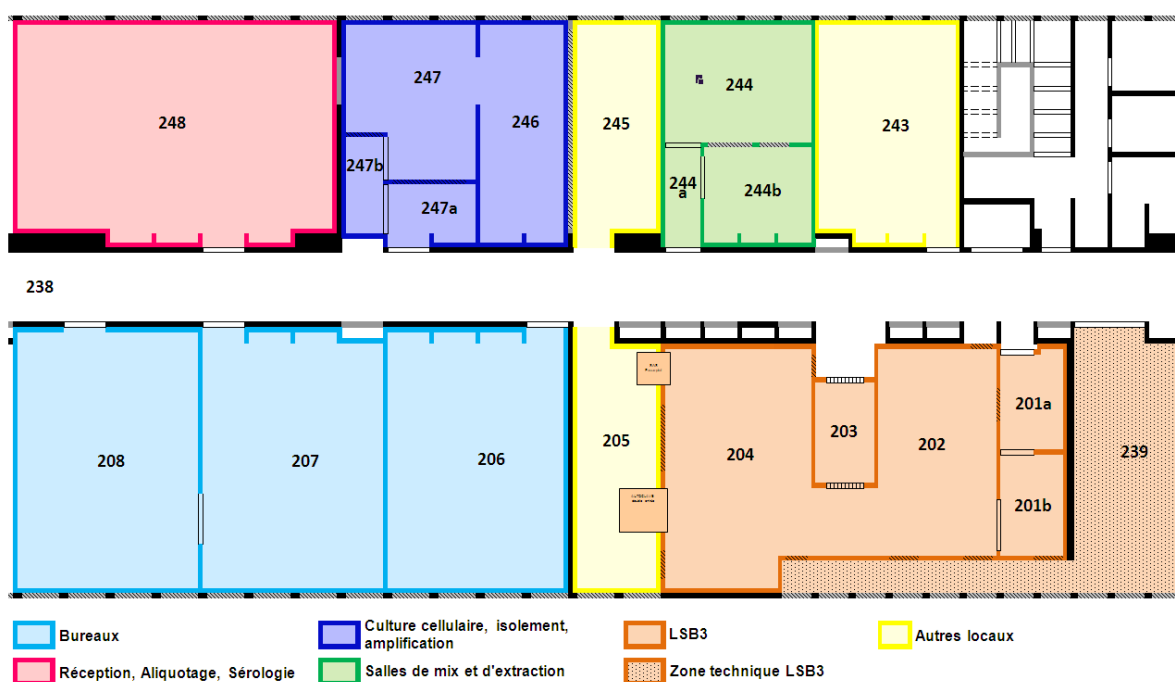 248
247
246
245
244
243
247b
247a
244
a
244b
238
208
207
206
205
204
203
202
201a
201b
239
Bureaux
Culture cellulaire, isolement,
amplification
LSB3
Autres locaux
Réception, Aliquotage, Sérologie
Salles de mix et d'extraction
Zone technique LSB3